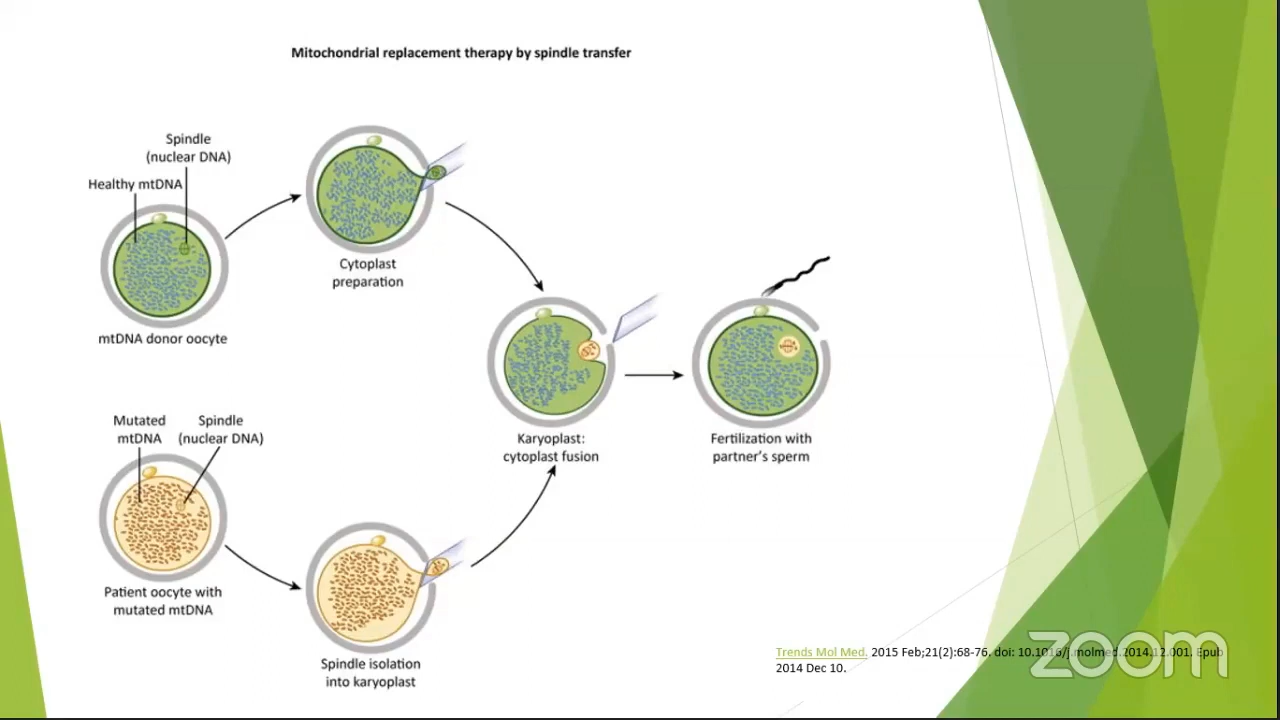 Mitochondrial replacement therapy by spindle transfer
Spindle
(nuclear DNA)
Healthy mtDNA
mtDNA donor oocyte
Cytoplast
preparation
Mutated
mtDNA
Spindle
(nuclear DNA)
Patient oocyte with
mutated mtDNA
Spindle isolation
into karyoplast
Karyoplast:
cytoplast fusion
Fertilization with
partner's sperm
Trends Mol Med. 2015 Feb;21(2):68-76. doi: 10.1016/j.molmed.2014.12.001. Epub
2014 Dec 10.
zoom